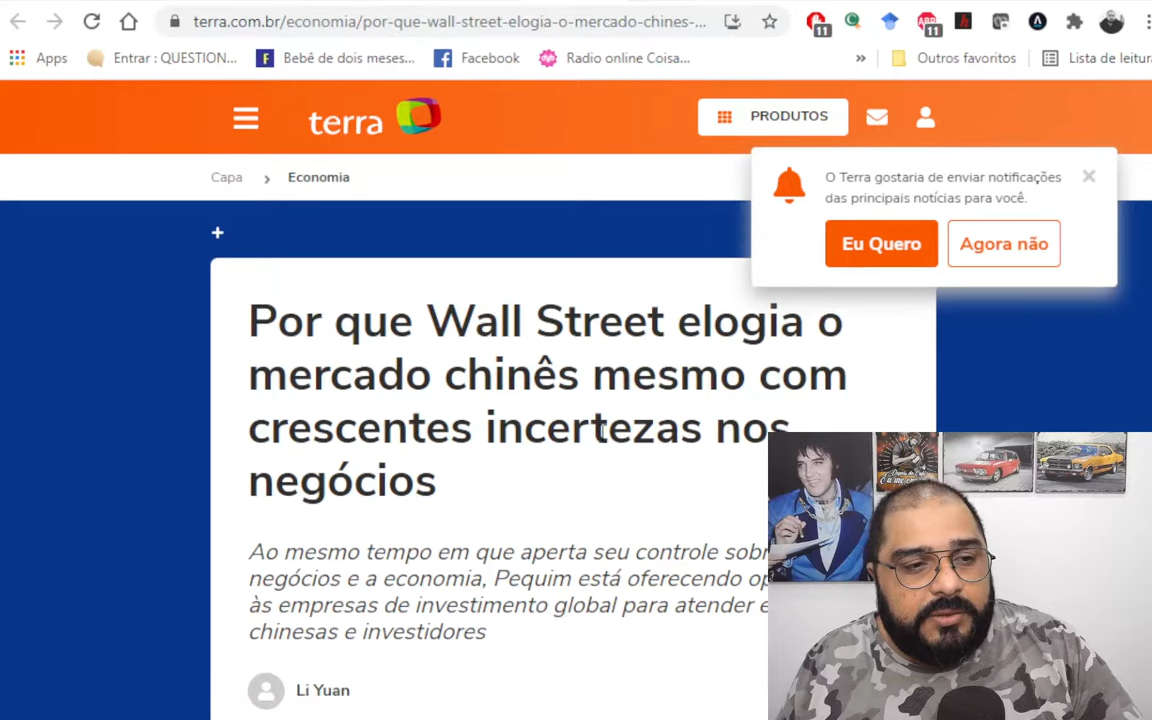 terra.com.br/economia/por-que-wall-street-elogia-o-mercado-chines-...
11
11
Apps
Entrar : QUESTION...
Bebê de dois meses...
Facebook
Radio online Coisa...
»
Outros favoritos
Lista de leitura
terra
PRODUTOS
Capa > Economia
O Terra gostaria de enviar notificações
das principais notícias para você.
Eu Quero
Agora não
+
Por que Wall Street elogia o
mercado chinês mesmo com
crescentes incertezas nos
negócios
Ao mesmo tempo em que aperta seu controle
negócios e a economia, Pequim está oferecendo
às empresas de investimento global para atender
chinesas e investidores
Li Yuan